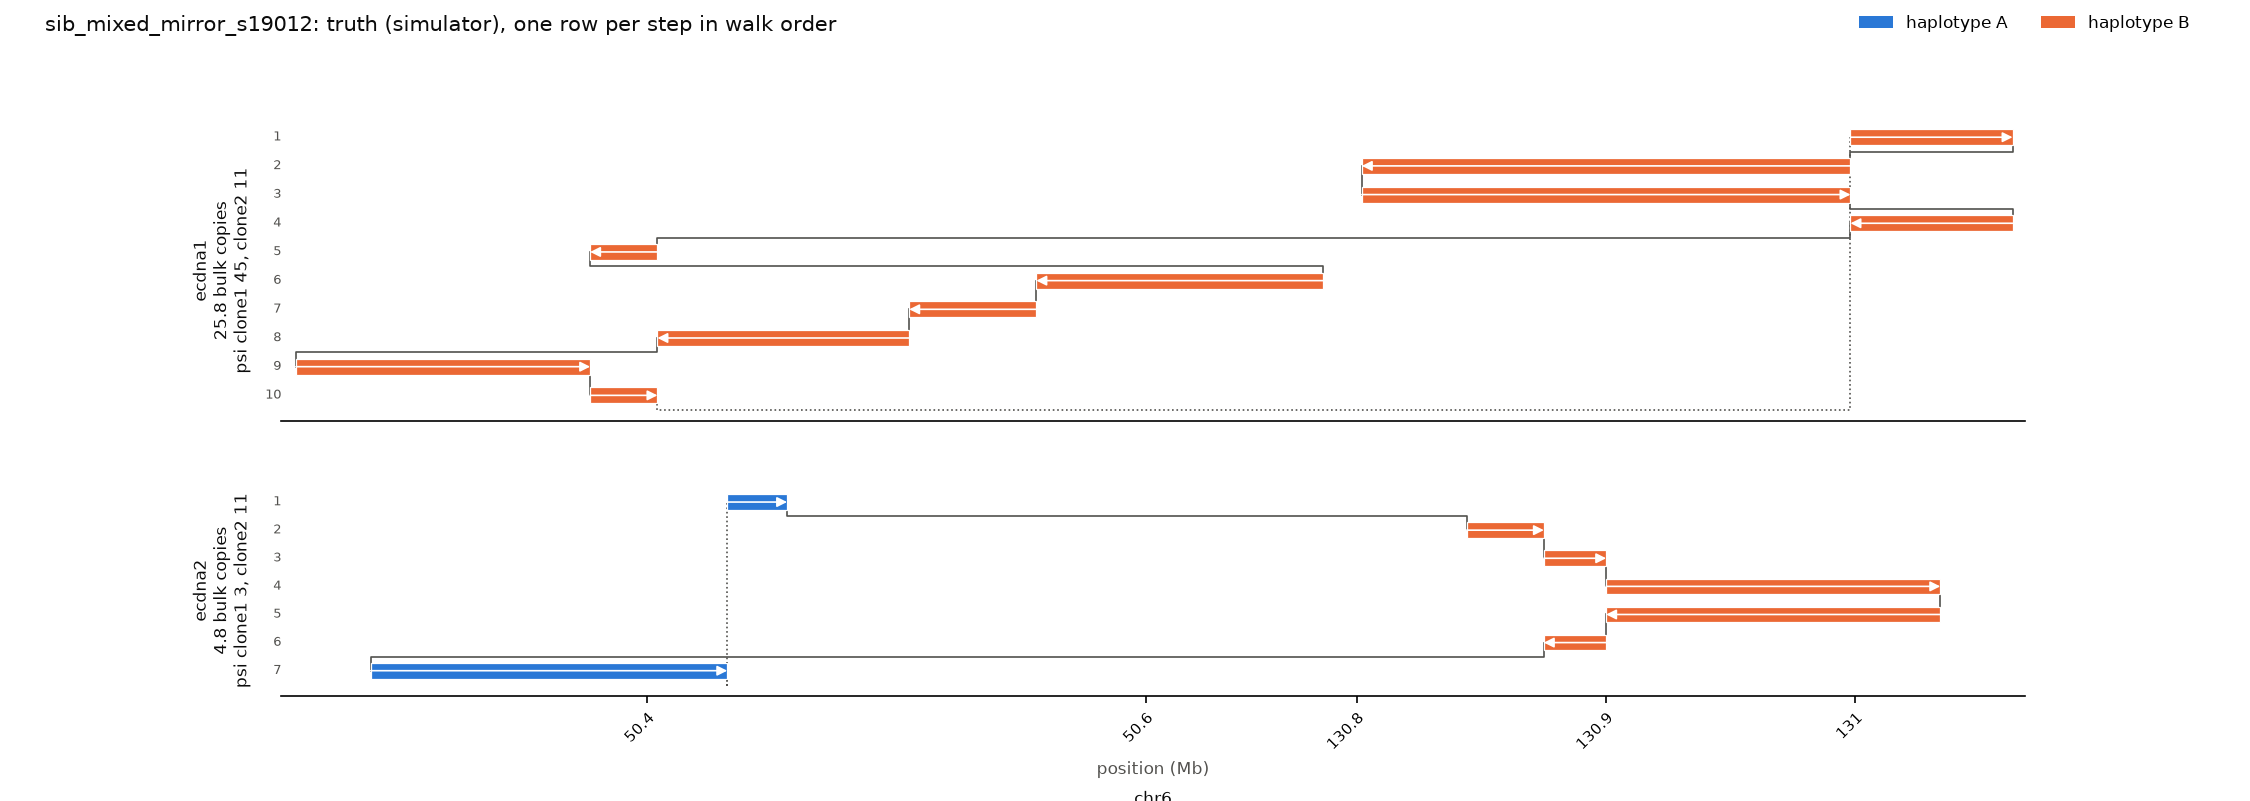 sib_mixed_mirror_s19012: truth (simulator), one row per step in walk order
haplotype A
haplotype B
ecdna1
25.8 bulk copies
psi clone1 45, clone2 11
1
2
3
4
5
6
7
8
9
10
ecdna2
4.8 bulk copies
psi clone1 3, clone2 11
1
2
3
4
5
6
7
50.4
50.6
130.8
130.9
131
position (Mb)
chr6